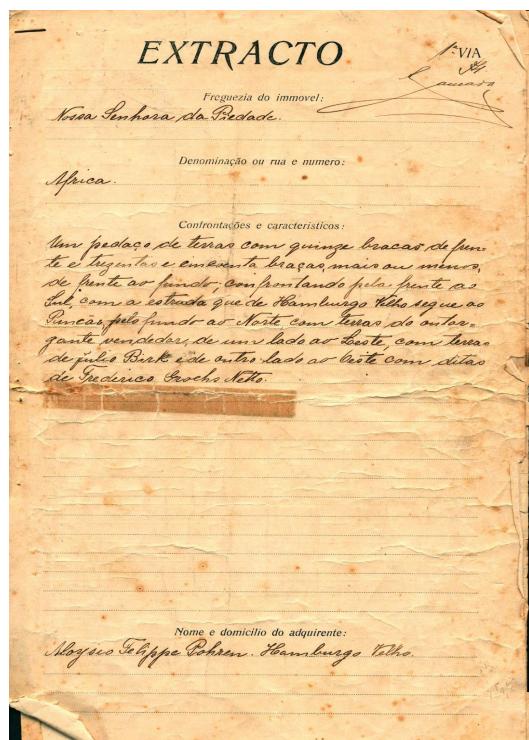 EXTRACTO
1ª VIA
Freguezia do immovel:
Nossa Senhora da Piedade.
Denominação ou rua e numero:
Africa.
Confrontações e caracteristicos:
Um pedaço de terras com quinze braças de fren-
te e trezentas e cincoenta braças, mais ou menos,
de frente ao fundo; confrontando pela frente ao
Sul, com a estrada que de Hamburgo Velho segue ao
pelo fundo ao Norte, com terras do outor=
gante vendedor, de um lado ao Leste, com terras
de Julio Birk e de outro lado ao Oeste com ditas
de Frederico Netto.
Nome e domicilio do adquirente:
Aloysio Felippe Pohren. Hamburgo Velho.